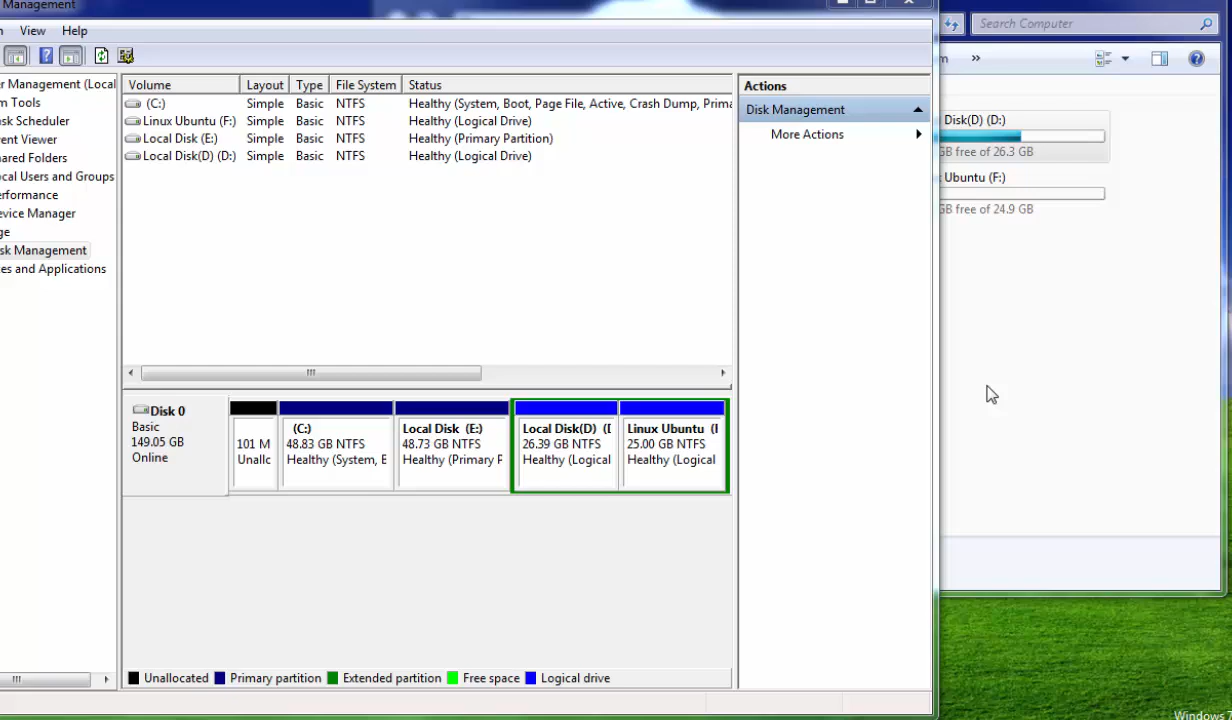 Management
View Help
Search Computer
er Management (Local
m Tools
ask Scheduler
vent Viewer
hared Folders
ocal Users and Groups
erformance
evice Manager
ge
sk Management
es and Applications
Volume Layout Type File System Status
(C:) Simple Basic NTFS Healthy (System, Boot, Page File, Active, Crash Dump, Prima
Linux Ubuntu (F:) Simple Basic NTFS Healthy (Logical Drive)
Local Disk (E:) Simple Basic NTFS Healthy (Primary Partition)
Local Disk(D) (D:) Simple Basic NTFS Healthy (Logical Drive)
Actions
Disk Management
More Actions
m »
Disk(D) (D:)
GB free of 26.3 GB
Ubuntu (F:)
GB free of 24.9 GB
Disk 0
Basic
149.05 GB
Online
101 M
Unallc
(C:)
48.83 GB NTFS
Healthy (System, E
Local Disk (E:)
48.73 GB NTFS
Healthy (Primary P
Local Disk(D) (D
26.39 GB NTFS
Healthy (Logical
Linux Ubuntu (I
25.00 GB NTFS
Healthy (Logical
Unallocated Primary partition Extended partition Free space Logical drive
Windows 7